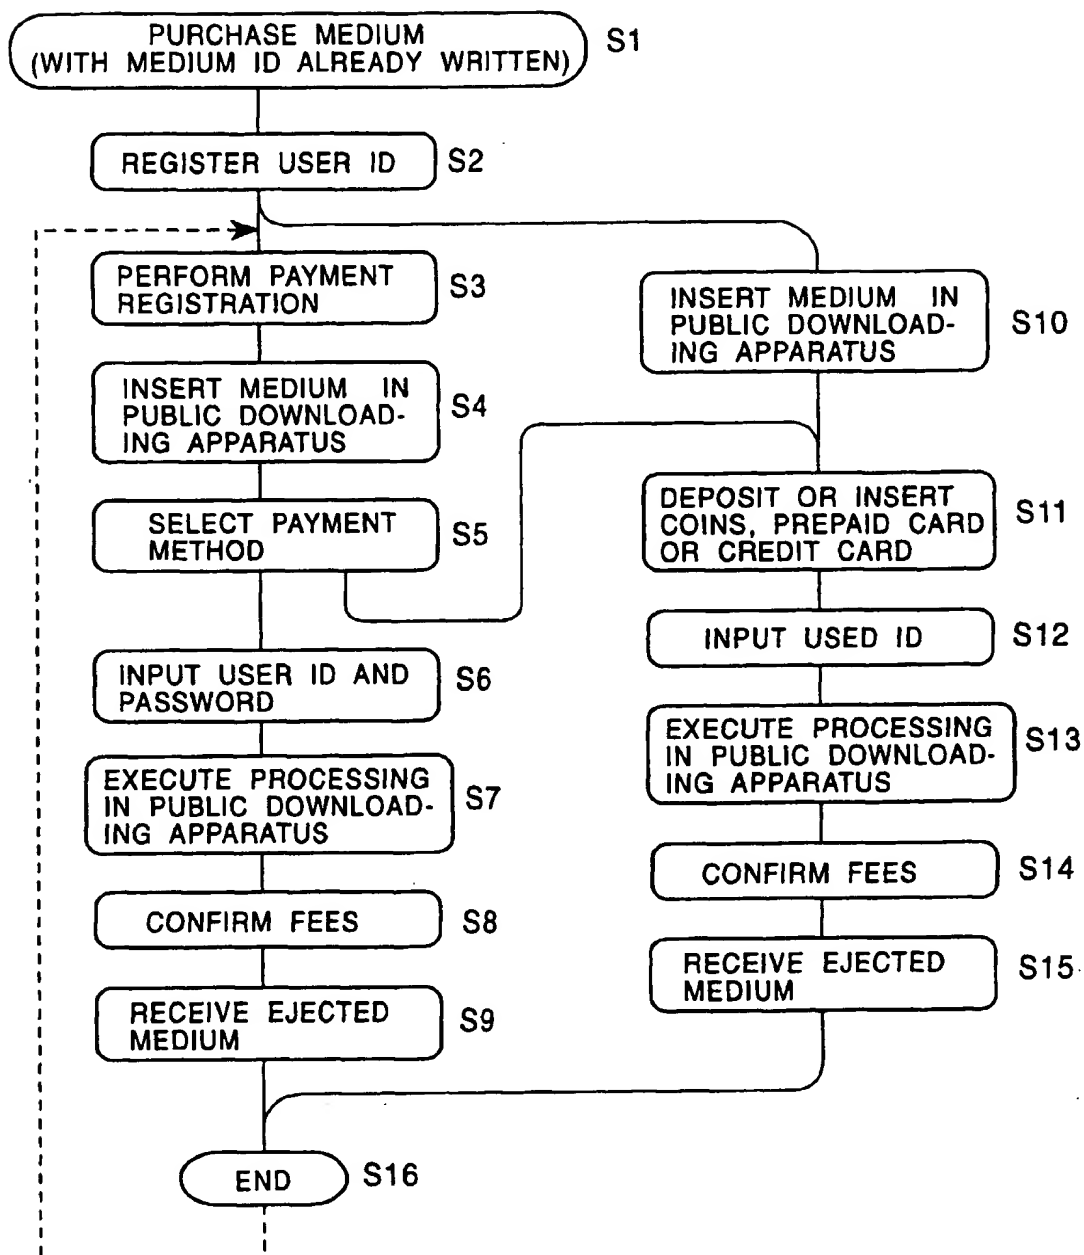 PURCHASE MEDIUM
(WITH MEDIUM ID ALREADY WRITTEN)
S1
REGISTER USER ID
S2
PERFORM PAYMENT
REGISTRATION
S3
INSERT MEDIUM IN
PUBLIC DOWNLOAD-
ING APPARATUS
S4
SELECT PAYMENT
METHOD
S5
INPUT USER ID AND
PASSWORD
S6
EXECUTE PROCESSING
IN PUBLIC DOWNLOAD-
ING APPARATUS
S7
CONFIRM FEES
S8
RECEIVE EJECTED
MEDIUM
S9
INSERT MEDIUM IN
PUBLIC DOWNLOAD-
ING APPARATUS
S10
DEPOSIT OR INSERT
COINS, PREPAID CARD
OR CREDIT CARD
S11
INPUT USED ID
S12
EXECUTE PROCESSING
IN PUBLIC DOWNLOAD-
ING APPARATUS
S13
CONFIRM FEES
S14
RECEIVE EJECTED
MEDIUM
S15
END
S16